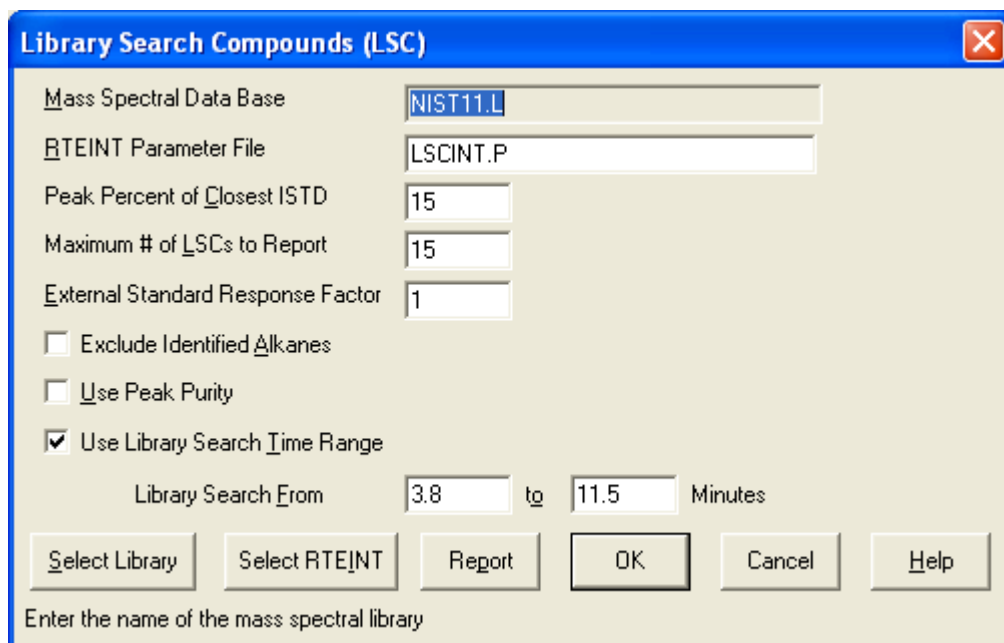 Library Search Compounds (LSC)
Mass Spectral Data Base NIST11.L
RTEINT Parameter File LSCINT.P
Peak Percent of Closest ISTD 15
Maximum # of LSCs to Report 15
External Standard Response Factor 1
Exclude Identified Alkanes
Use Peak Purity
Use Library Search Time Range
Library Search From 3.8 to 11.5 Minutes
Select Library Select RTEINT Report OK Cancel Help
Enter the name of the mass spectral library